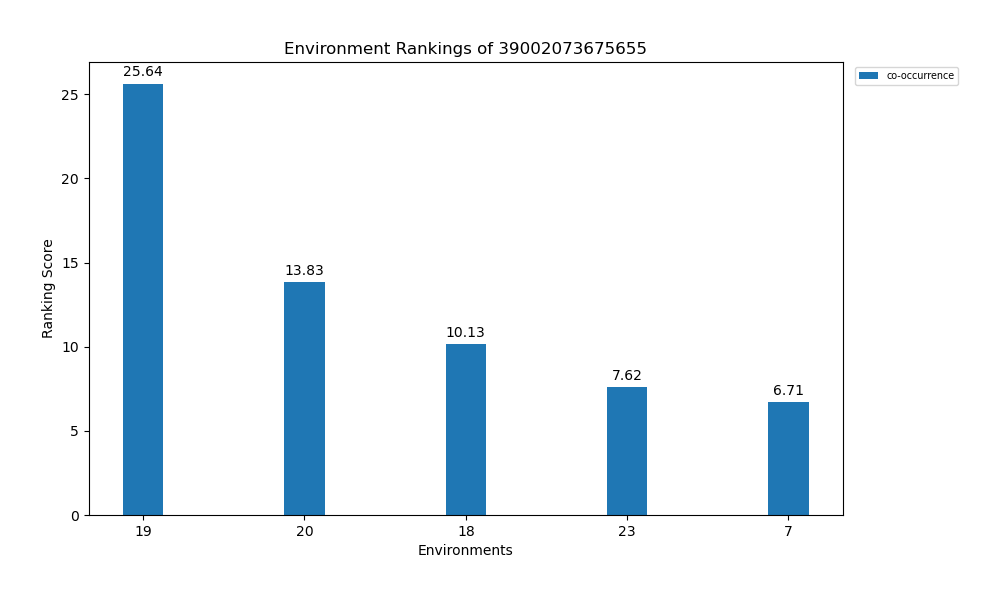 Environment Rankings of 39002073675655
co-occurrence
25.64
13.83
10.13
7.62
6.71
Ranking Score
25
20
15
10
5
0
19 20 18 23 7
Environments